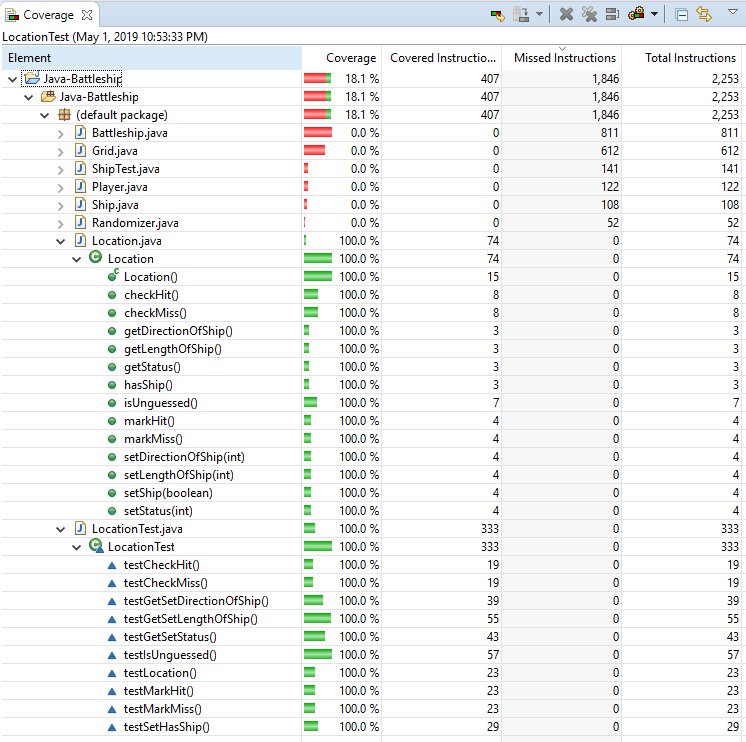 Coverage
LocationTest (May 1, 2019 10:53:33 PM)
Element Coverage Covered Instructio... Missed Instructions Total Instructions
Java-Battleship 18.1 % 407 1,846 2,253
Java-Battleship 18.1 % 407 1,846 2,253
(default package) 18.1 % 407 1,846 2,253
Battleship.java 0.0 % 0 811 811
Grid.java 0.0 % 0 612 612
ShipTest.java 0.0 % 0 141 141
Player.java 0.0 % 0 122 122
Ship.java 0.0 % 0 108 108
Randomizer.java 0.0 % 0 52 52
Location.java 100.0 % 74 0 74
Location 100.0 % 74 0 74
Location() 100.0 % 15 0 15
checkHit() 100.0 % 8 0 8
checkMiss() 100.0 % 8 0 8
getDirectionOfShip() 100.0 % 3 0 3
getLengthOfShip() 100.0 % 3 0 3
getStatus() 100.0 % 3 0 3
hasShip() 100.0 % 3 0 3
isUnguessed() 100.0 % 7 0 7
markHit() 100.0 % 4 0 4
markMiss() 100.0 % 4 0 4
setDirectionOfShip(int) 100.0 % 4 0 4
setLengthOfShip(int) 100.0 % 4 0 4
setShip(boolean) 100.0 % 4 0 4
setStatus(int) 100.0 % 4 0 4
LocationTest.java 100.0 % 333 0 333
LocationTest 100.0 % 333 0 333
testCheckHit() 100.0 % 19 0 19
testCheckMiss() 100.0 % 19 0 19
testGetSetDirectionOfShip() 100.0 % 39 0 39
testGetSetLengthOfShip() 100.0 % 55 0 55
testGetSetStatus() 100.0 % 43 0 43
testIsUnguessed() 100.0 % 57 0 57
testLocation() 100.0 % 23 0 23
testMarkHit() 100.0 % 23 0 23
testMarkMiss() 100.0 % 23 0 23
testSetHasShip() 100.0 % 29 0 29